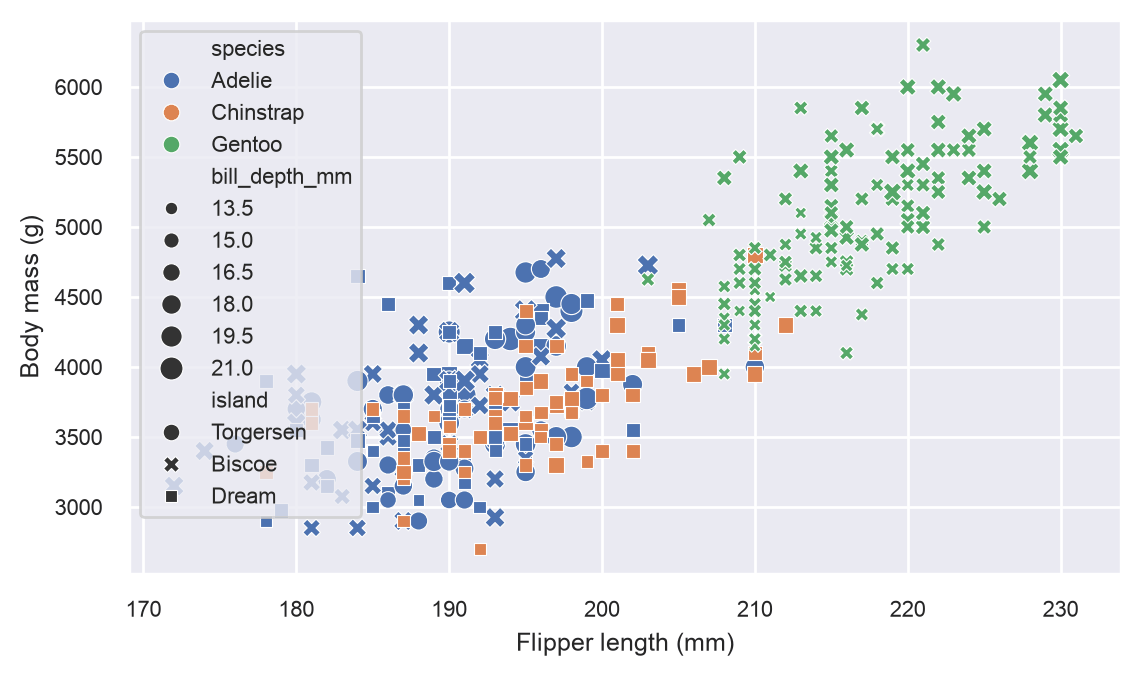 species
Adelie
Chinstrap
Gentoo
bill_depth_mm
13.5
15.0
16.5
18.0
19.5
21.0
island
Torgersen
Biscoe
Dream
Body mass (g)
6000
5500
5000
4500
4000
3500
3000
170 180 190 200 210 220 230
Flipper length (mm)